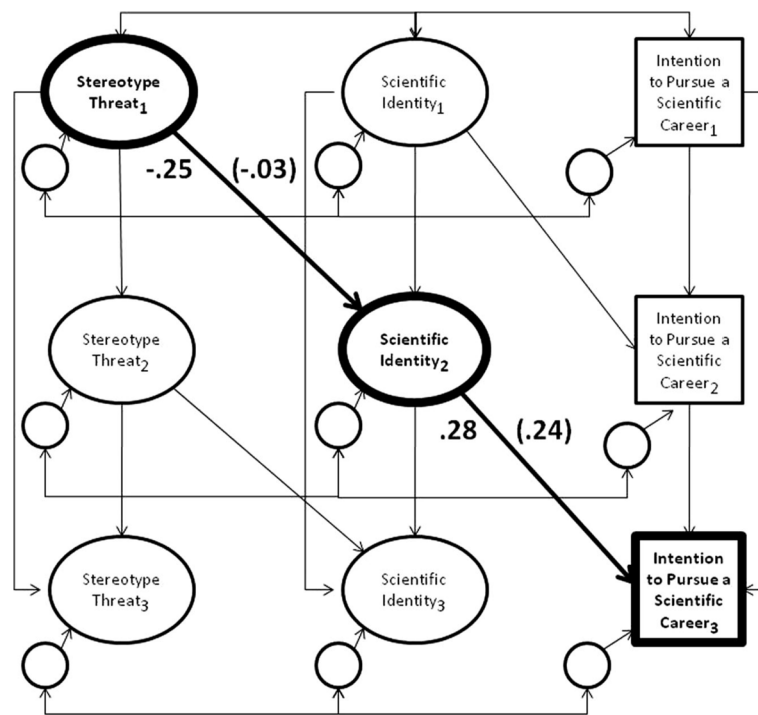 Stereotype
Threat1
Scientific
Identity1
Intention
to Pursue a
Scientific
Career1
-.25 (-.03)
Stereotype
Threat2
Scientific
Identity2
Intention
to Pursue a
Scientific
Career2
.28 (.24)
Stereotype
Threat3
Scientific
Identity3
Intention
to Pursue a
Scientific
Career3